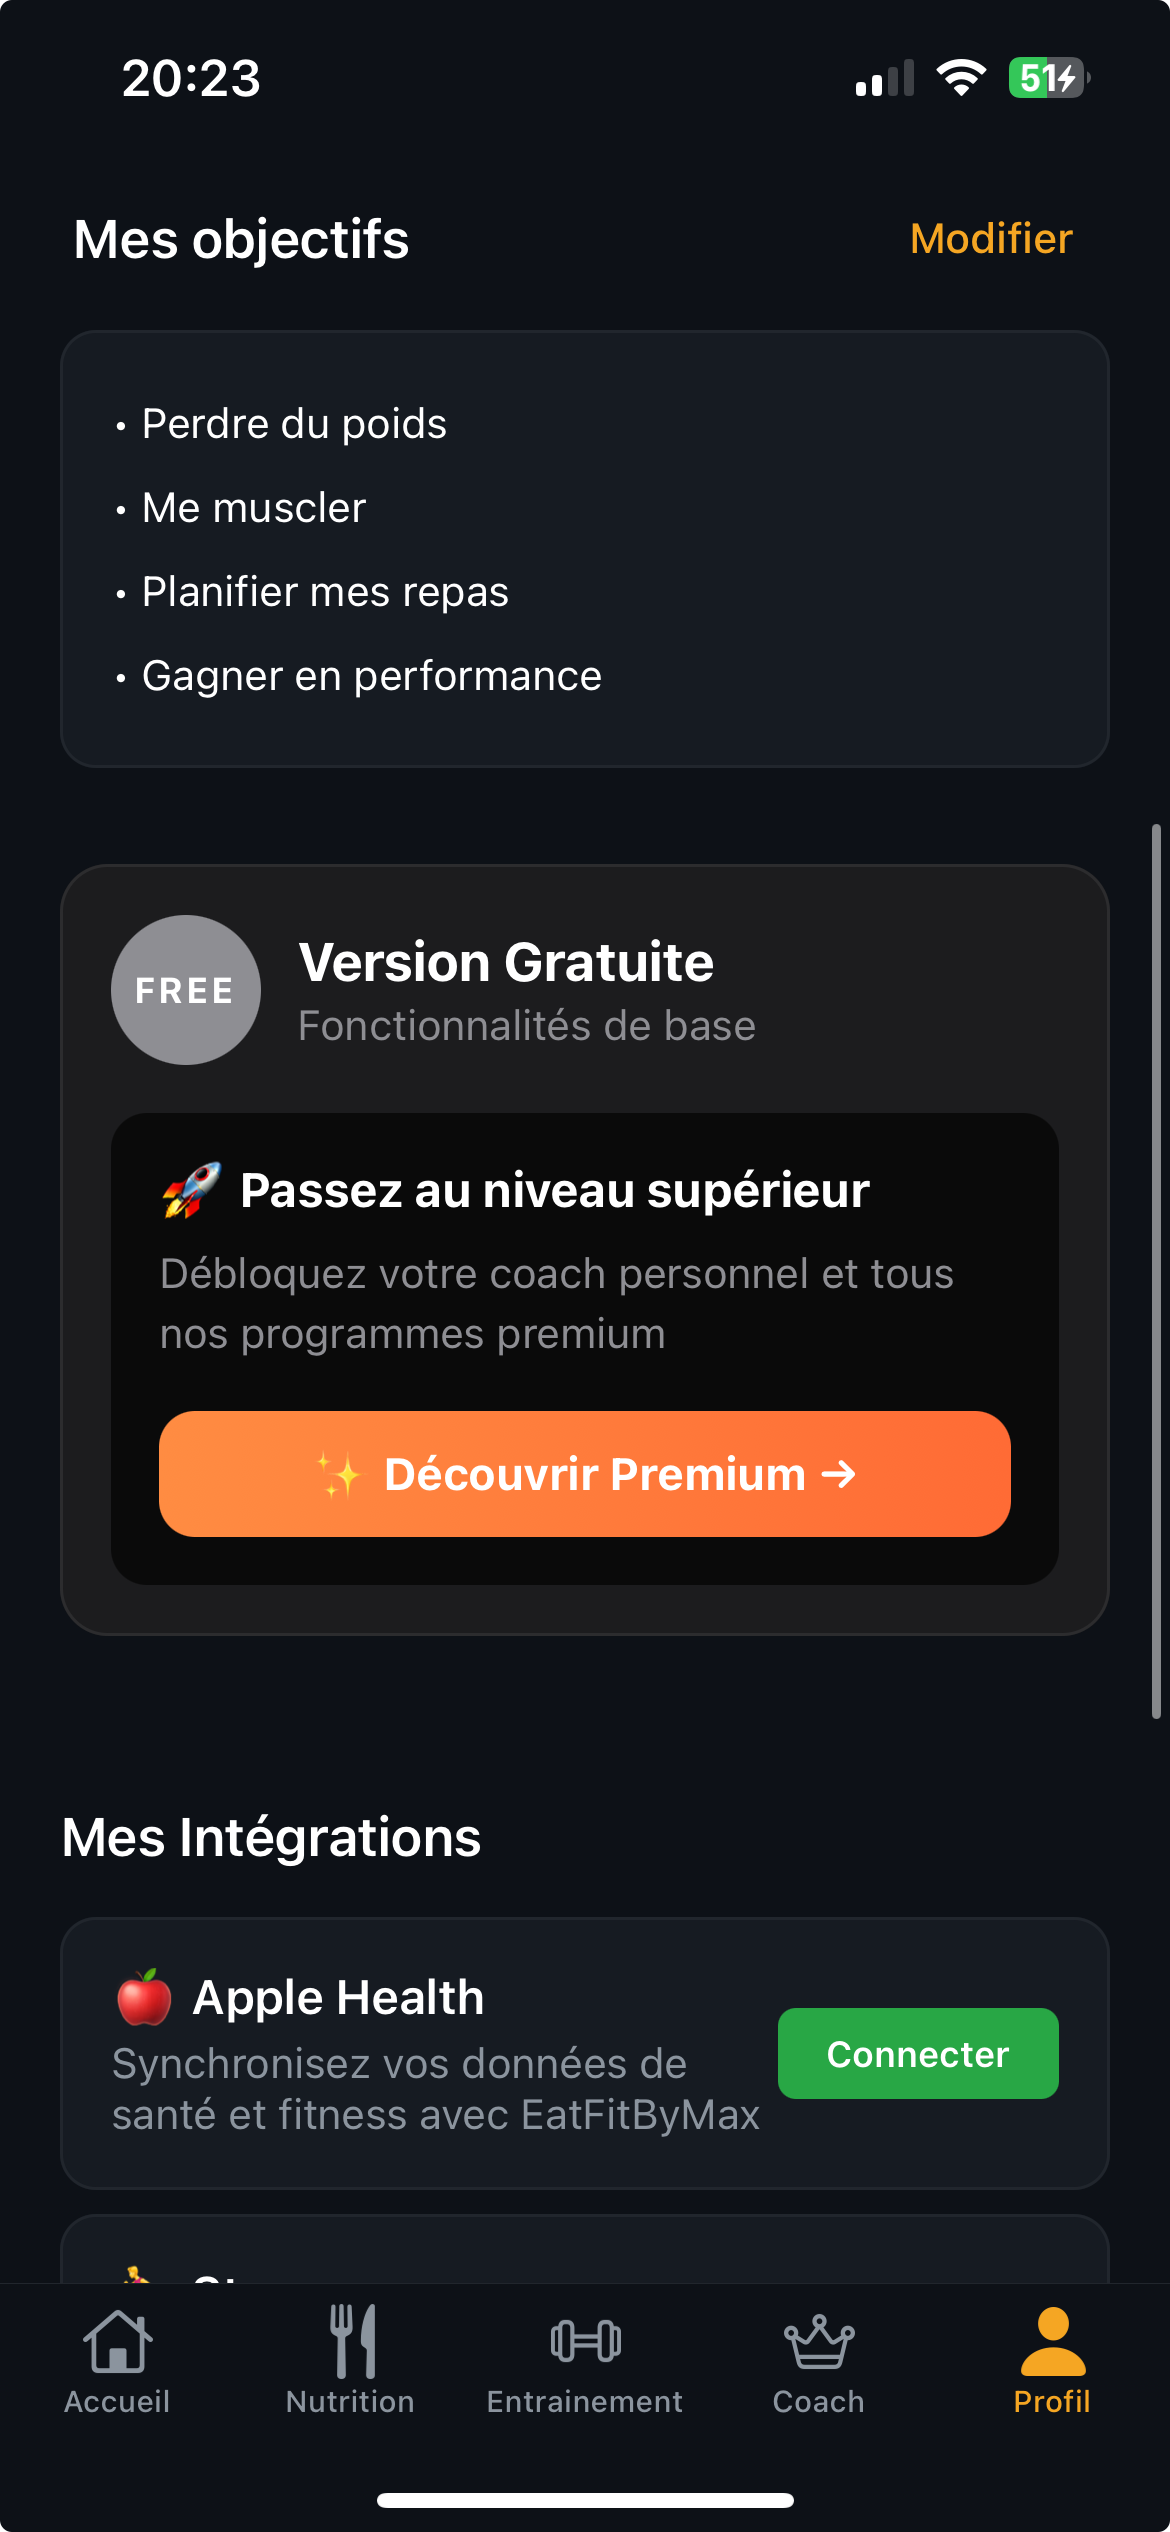 20:23
51
Mes objectifs
Modifier
• Perdre du poids
• Me muscler
• Planifier mes repas
• Gagner en performance
FREE
Version Gratuite
Fonctionnalités de base
🚀 Passez au niveau supérieur
Débloquez votre coach personnel et tous
nos programmes premium
✨ Découvrir Premium →
Mes Intégrations
🍎 Apple Health
Synchronisez vos données de
santé et fitness avec EatFitByMax
Connecter
Accueil
Nutrition
Entrainement
Coach
Profil